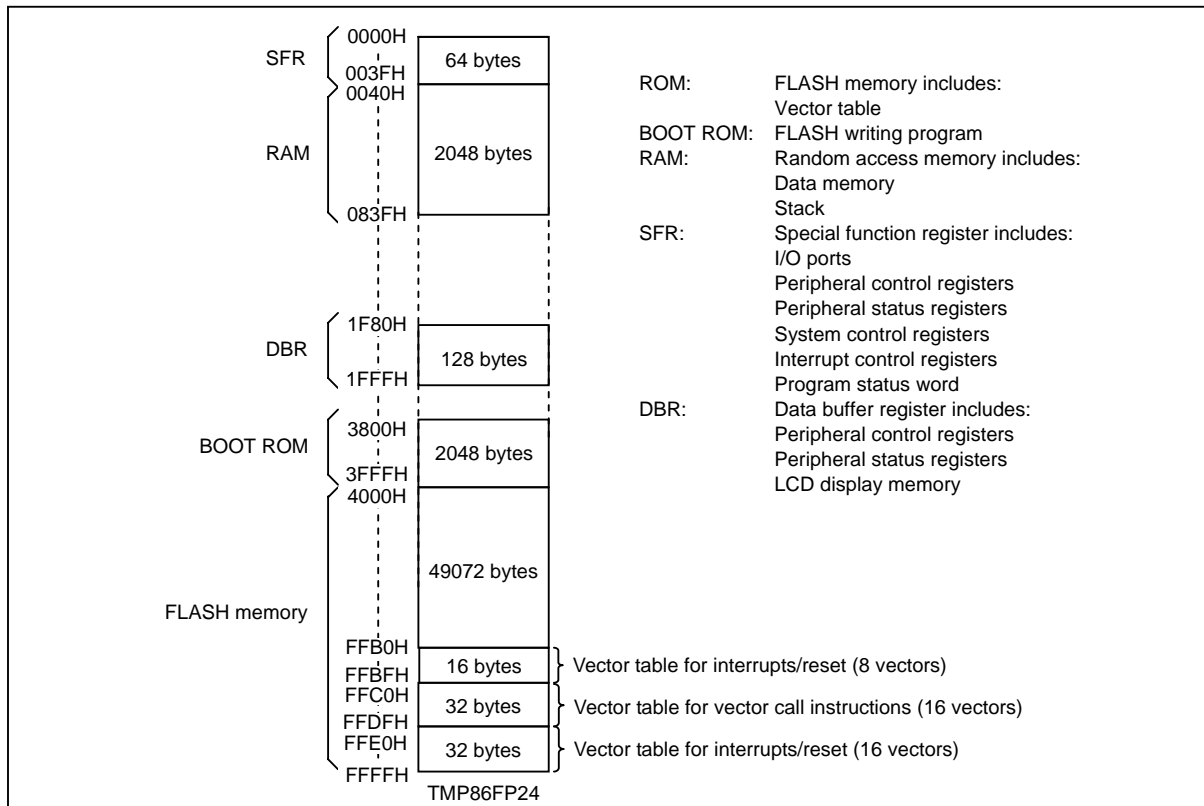 0000H
SFR
64 bytes
003FH
0040H
RAM
2048 bytes
083FH
1F80H
DBR
128 bytes
1FFFH
3800H
BOOT ROM
2048 bytes
3FFFH
4000H
49072 bytes
FLASH memory
FFB0H
16 bytes
Vector table for interrupts/reset (8 vectors)
FFBFH
FFC0H
32 bytes
Vector table for vector call instructions (16 vectors)
FFDFH
FFE0H
32 bytes
Vector table for interrupts/reset (16 vectors)
FFFFH
TMP86FP24
ROM: FLASH memory includes:
Vector table
BOOT ROM: FLASH writing program
RAM: Random access memory includes:
Data memory
Stack
SFR: Special function register includes:
I/O ports
Peripheral control registers
Peripheral status registers
System control registers
Interrupt control registers
Program status word
DBR: Data buffer register includes:
Peripheral control registers
Peripheral status registers
LCD display memory